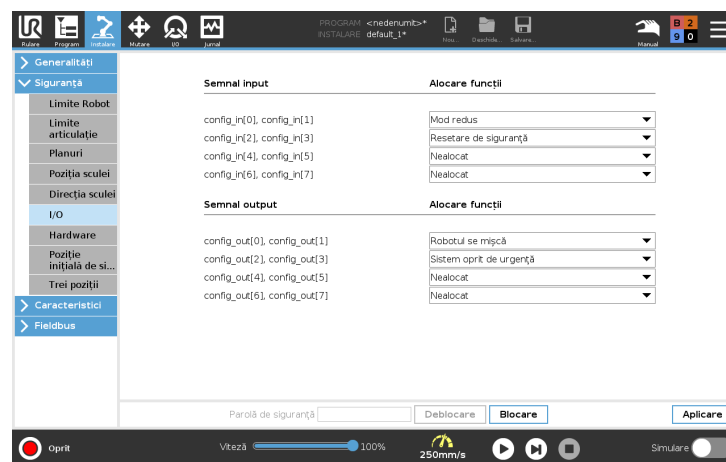 UR
PROGRAM <nedenumit>*
INSTALARE default_1*
B 2
9 0
Rulare Program Instalare Mutare I/O Jurnal Nou... Deschide... Salvare... Manual
Generalități
Siguranță
Limite Robot
Limite
articulație
Planuri
Poziția sculei
Direcția sculei
I/O
Hardware
Poziție
inițială de si...
Trei poziții
Caracteristici
Fieldbus
Semnal input Alocare funcții
config_in[0], config_in[1] Mod redus
config_in[2], config_in[3] Resetare de siguranță
config_in[4], config_in[5] Nealocat
config_in[6], config_in[7] Nealocat
Semnal output Alocare funcții
config_out[0], config_out[1] Robotul se mișcă
config_out[2], config_out[3] Sistem oprit de urgență
config_out[4], config_out[5] Nealocat
config_out[6], config_out[7] Nealocat
Parolă de siguranță Deblocare Blocare Aplicare
Oprit Viteză 100% 250mm/s Simulare